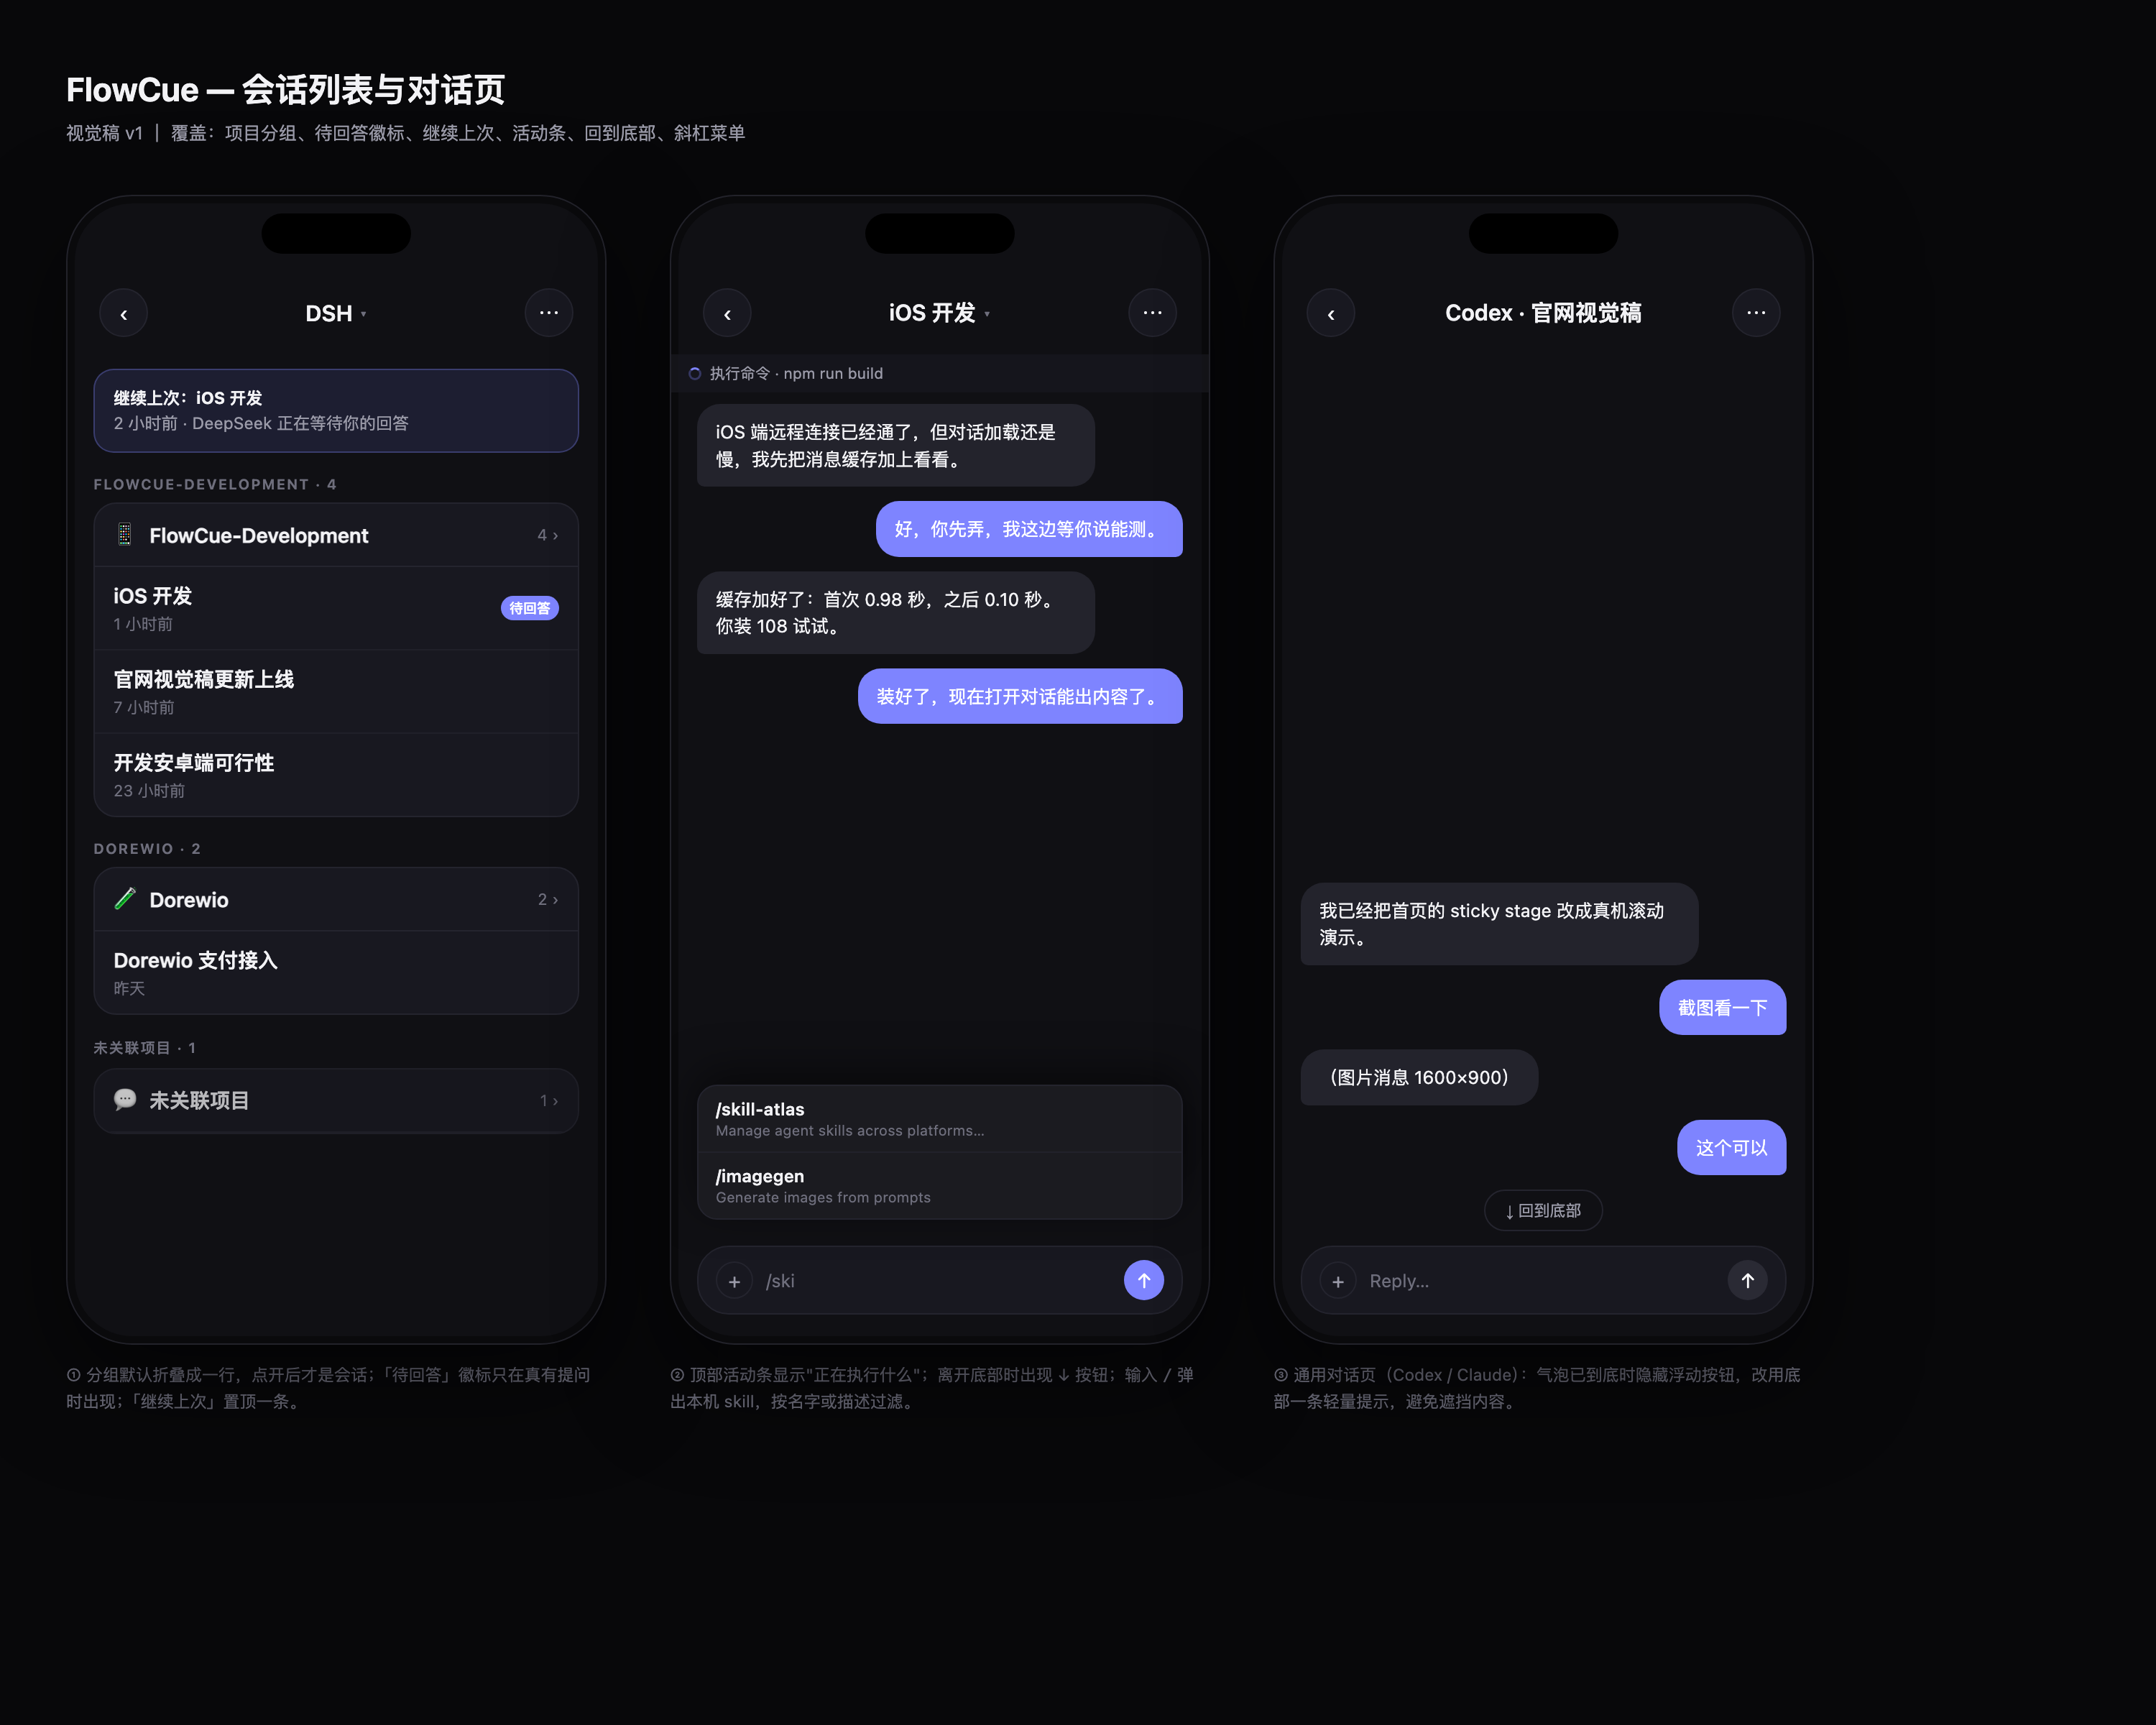 FlowCue — 会话列表与对话页
视觉稿 v1 ｜ 覆盖：项目分组、待回答徽标、继续上次、活动条、回到底部、斜杠菜单
‹
DSH ▾
···
继续上次：iOS 开发
2 小时前 · DeepSeek 正在等待你的回答
FLOWCUE-DEVELOPMENT · 4
FlowCue-Development
4 ›
iOS 开发
1 小时前
待回答
官网视觉稿更新上线
7 小时前
开发安卓端可行性
23 小时前
DOREWIO · 2
Dorewio
2 ›
Dorewio 支付接入
昨天
未关联项目 · 1
未关联项目
1 ›
① 分组默认折叠成一行，点开后才是会话；「待回答」徽标只在真有提问
时出现；「继续上次」置顶一条。
‹
iOS 开发 ▾
···
执行命令 · npm run build
iOS 端远程连接已经通了，但对话加载还是
慢，我先把消息缓存加上看看。
好，你先弄，我这边等你说能测。
缓存加好了：首次 0.98 秒，之后 0.10 秒。
你装 108 试试。
装好了，现在打开对话能出内容了。
/skill-atlas
Manage agent skills across platforms…
/imagegen
Generate images from prompts
+
/ski
↑
② 顶部活动条显示"正在执行什么"；离开底部时出现 ↓ 按钮；输入 / 弹
出本机 skill，按名字或描述过滤。
‹
Codex · 官网视觉稿
···
我已经把首页的 sticky stage 改成真机滚动
演示。
截图看一下
（图片消息 1600×900）
这个可以
↓ 回到底部
+
Reply…
↑
③ 通用对话页（Codex / Claude）：气泡已到底时隐藏浮动按钮，改用底
部一条轻量提示，避免遮挡内容。